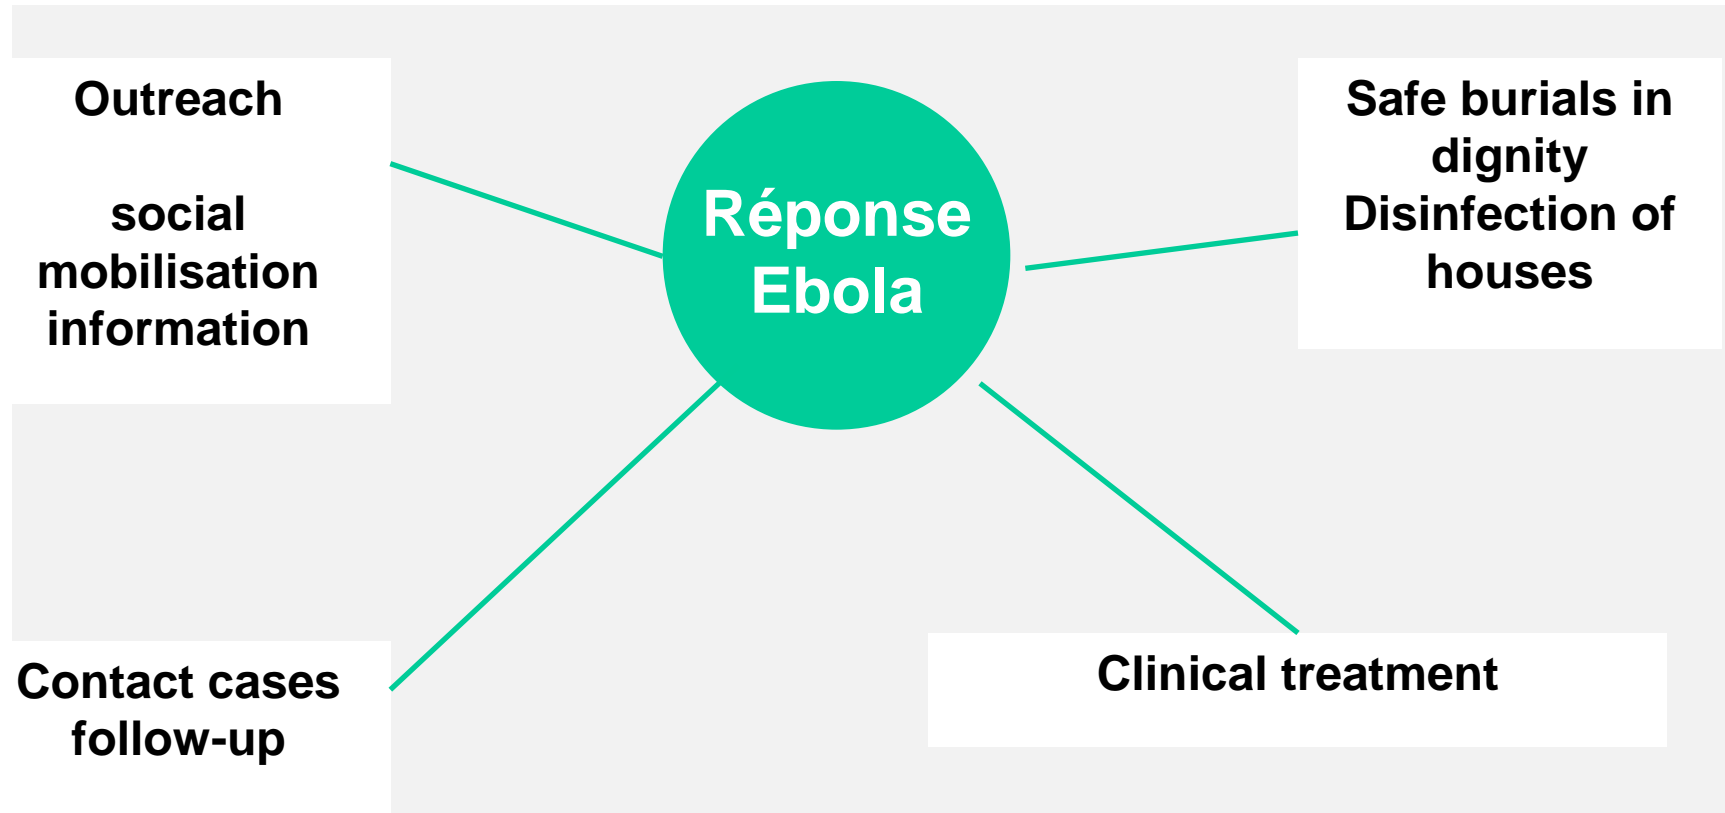 Outreach
social
mobilisation
information
Réponse
Ebola
Safe burials in
dignity
Disinfection of
houses
Contact cases
follow-up
Clinical treatment